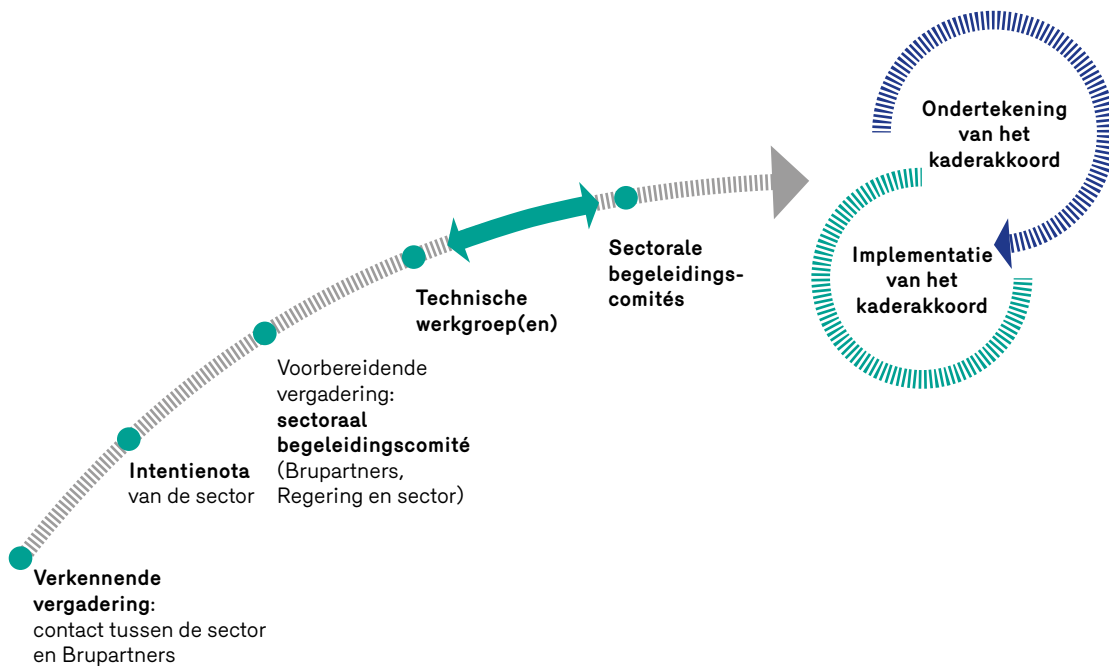 Verkennende
vergadering:
contact tussen de sector
en Brupartners
Intentienota
van de sector
Voorbereidende
vergadering:
sectoraal
begeleidingscomité
(Brupartners,
Regering en sector)
Technische
werkgroep(en)
Sectorale
begeleidings-
comités
Ondertekening
van het
kaderakkoord
Implementatie
van het
kaderakkoord